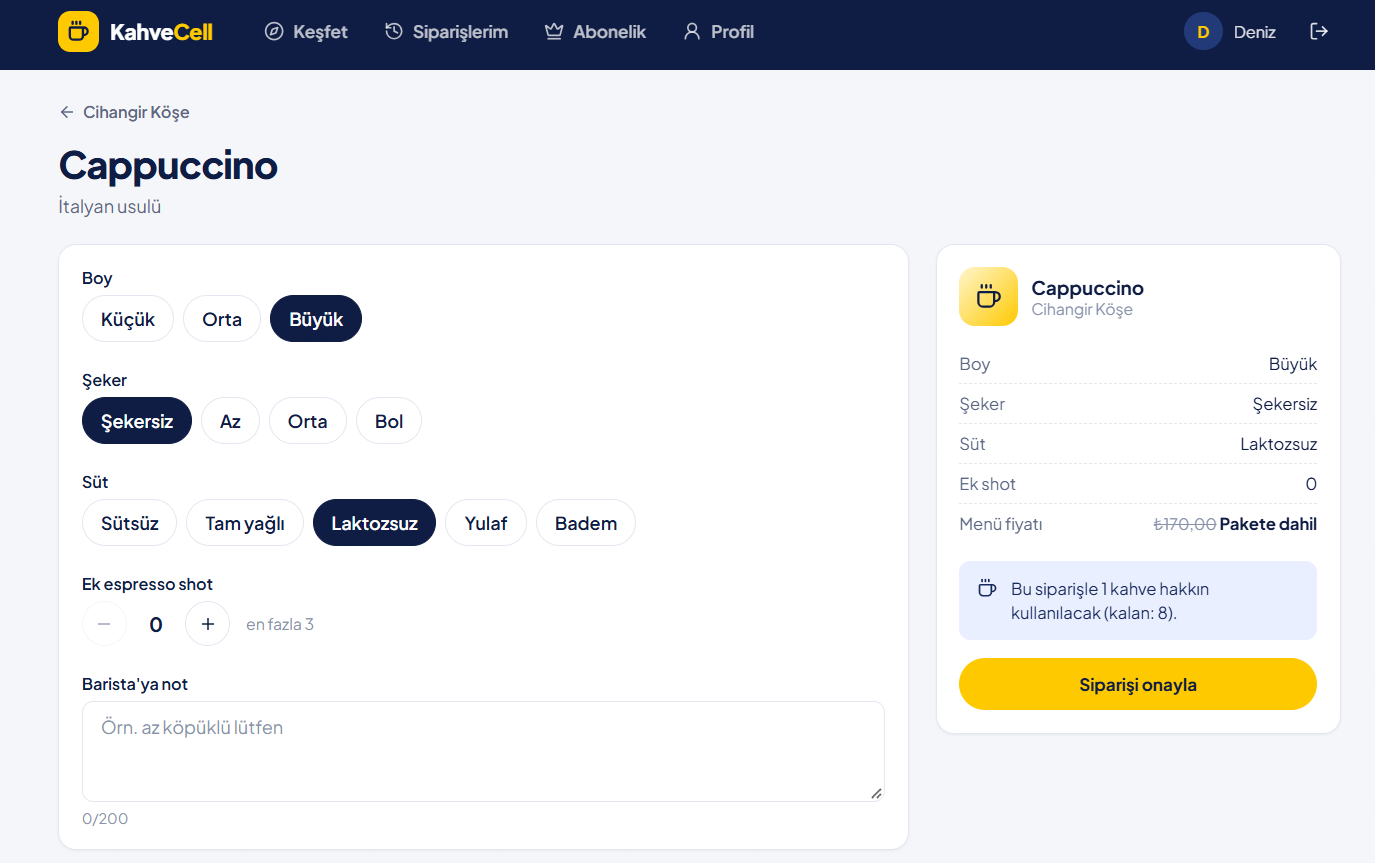 KahveCell Keşfet Siparişlerim Abonelik Profil D Deniz
Cihangir Köşe
Cappuccino
İtalyan usulü
Boy
Küçük Orta Büyük
Şeker
Şekersiz Az Orta Bol
Süt
Sütsüz Tam yağlı Laktozsuz Yulaf Badem
Ek espresso shot
0 en fazla 3
Barista'ya not
Örn. az köpüklü lütfen
0/200
Cappuccino
Cihangir Köşe
Boy Büyük
Şeker Şekersiz
Süt Laktozsuz
Ek shot 0
Menü fiyatı ₺170,00 Pakete dahil
Bu siparişle 1 kahve hakkın
kullanılacak (kalan: 8).
Siparişi onayla